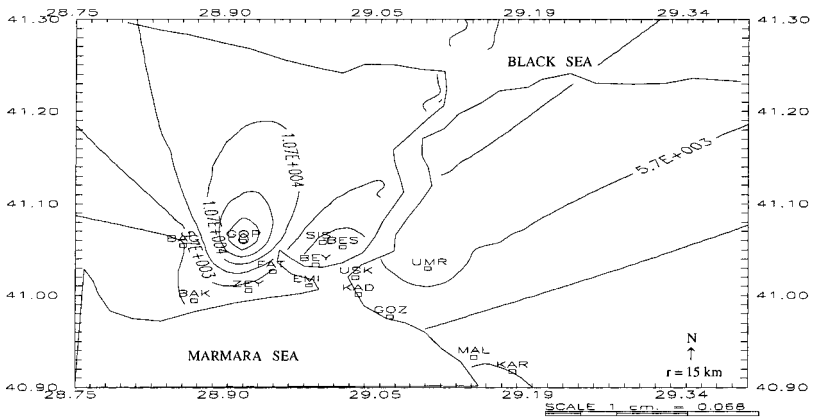 28.75 28.90 29.05 29.19 29.34
41.30 41.30
BLACK SEA
41.20 41.20
1.07E+004
5.7E+003
1.07E+004
41.10 41.10
GOP
SIS BES
BEY
FAT
UMR
USK
41.00 41.00
ZEY EMI
BAK
KAD
GOZ
MARMARA SEA
MAL
KAR
N
r = 15 km
40.90 40.90
28.75 28.90 29.05 29.19 29.34
SCALE 1 cm = 0.066